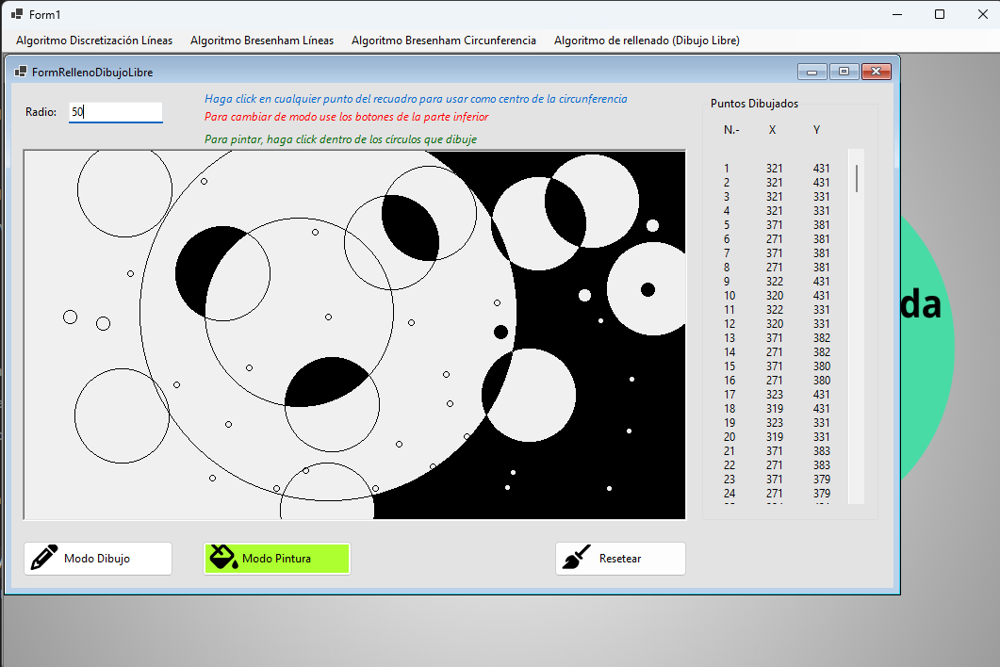 Form1
Algoritmo Discretización Líneas Algoritmo Bresenham Líneas Algoritmo Bresenham Circunferencia Algoritmo de rellenado (Dibujo Libre)
FormRellenoDibujoLibre
Radio: 50
Haga click en cualquier punto del recuadro para usar como centro de la circunferencia
Para cambiar de modo use los botones de la parte inferior
Para pintar, haga click dentro de los círculos que dibuje
Puntos Dibujados
N.- X Y
1 321 431
2 321 431
3 321 331
4 321 331
5 371 381
6 271 381
7 371 381
8 271 381
9 322 431
10 320 431
11 322 331
12 320 331
13 371 382
14 271 382
15 371 380
16 271 380
17 323 431
18 319 431
19 323 331
20 319 331
21 371 383
22 271 383
23 371 379
24 271 379
da
Modo Dibujo
Modo Pintura
Resetear